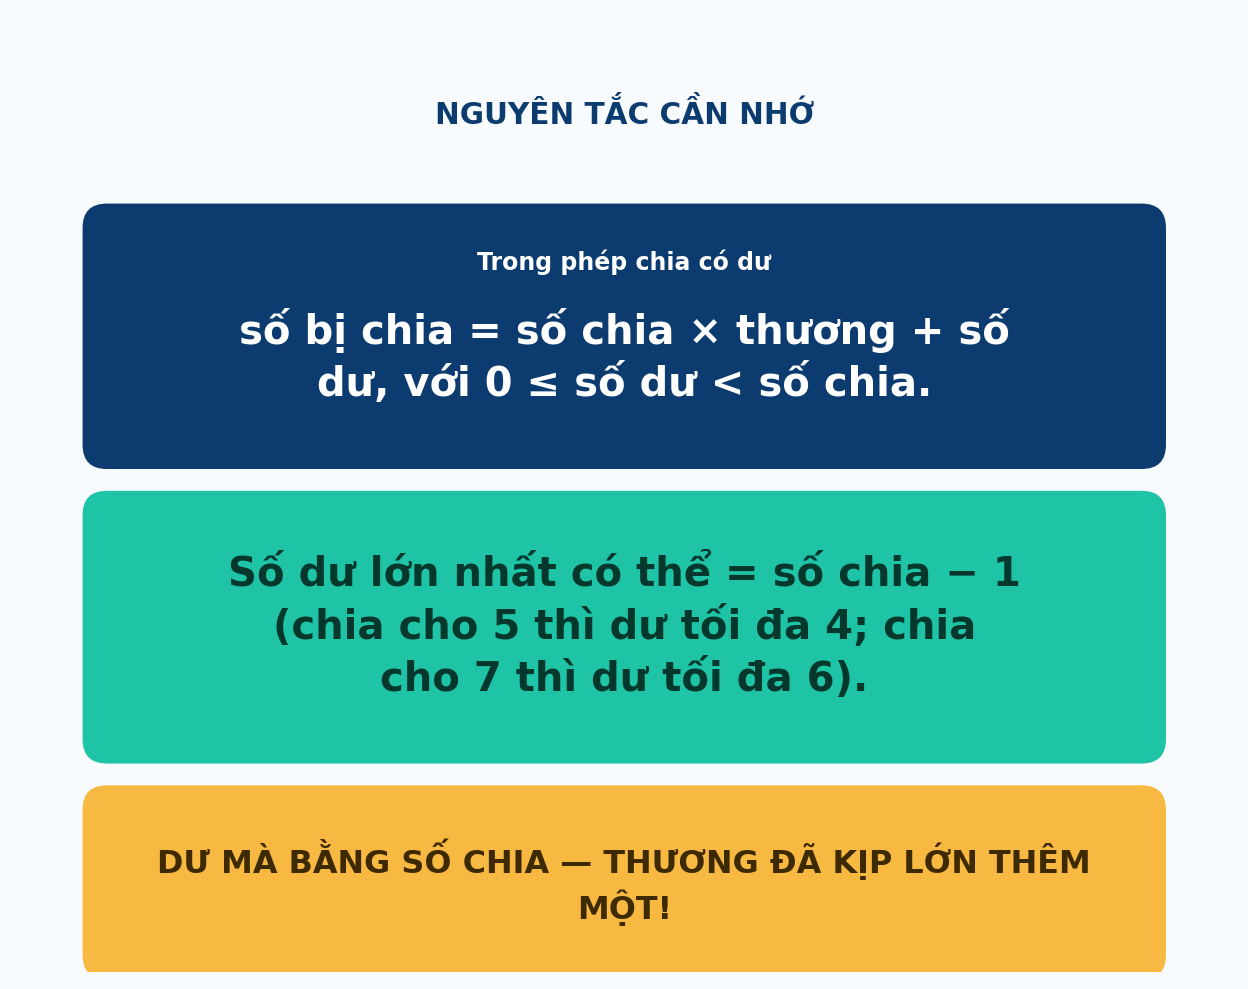 NGUYÊN TẮC CẦN NHỚ
Trong phép chia có dư
số bị chia = số chia × thương + số
dư, với 0 ≤ số dư < số chia.
Số dư lớn nhất có thể = số chia − 1
(chia cho 5 thì dư tối đa 4; chia
cho 7 thì dư tối đa 6).
DƯ MÀ BẰNG SỐ CHIA — THƯƠNG ĐÃ KỊP LỚN THÊM
MỘT!